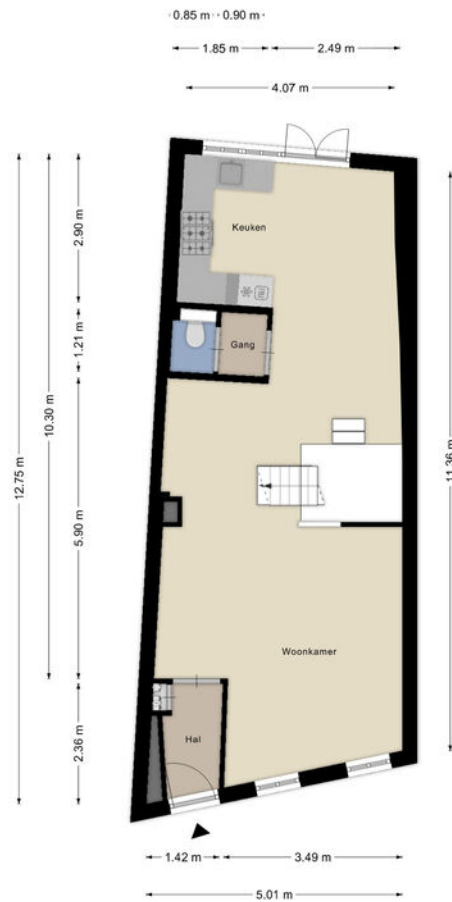 0.85 m 0.90 m
1.85 m 2.49 m
4.07 m
Keuken
Gang
Woonkamer
Hal
2.90 m
1.21 m
10.30 m
12.75 m
5.90 m
2.36 m
11.36 m
1.42 m 3.49 m
5.01 m